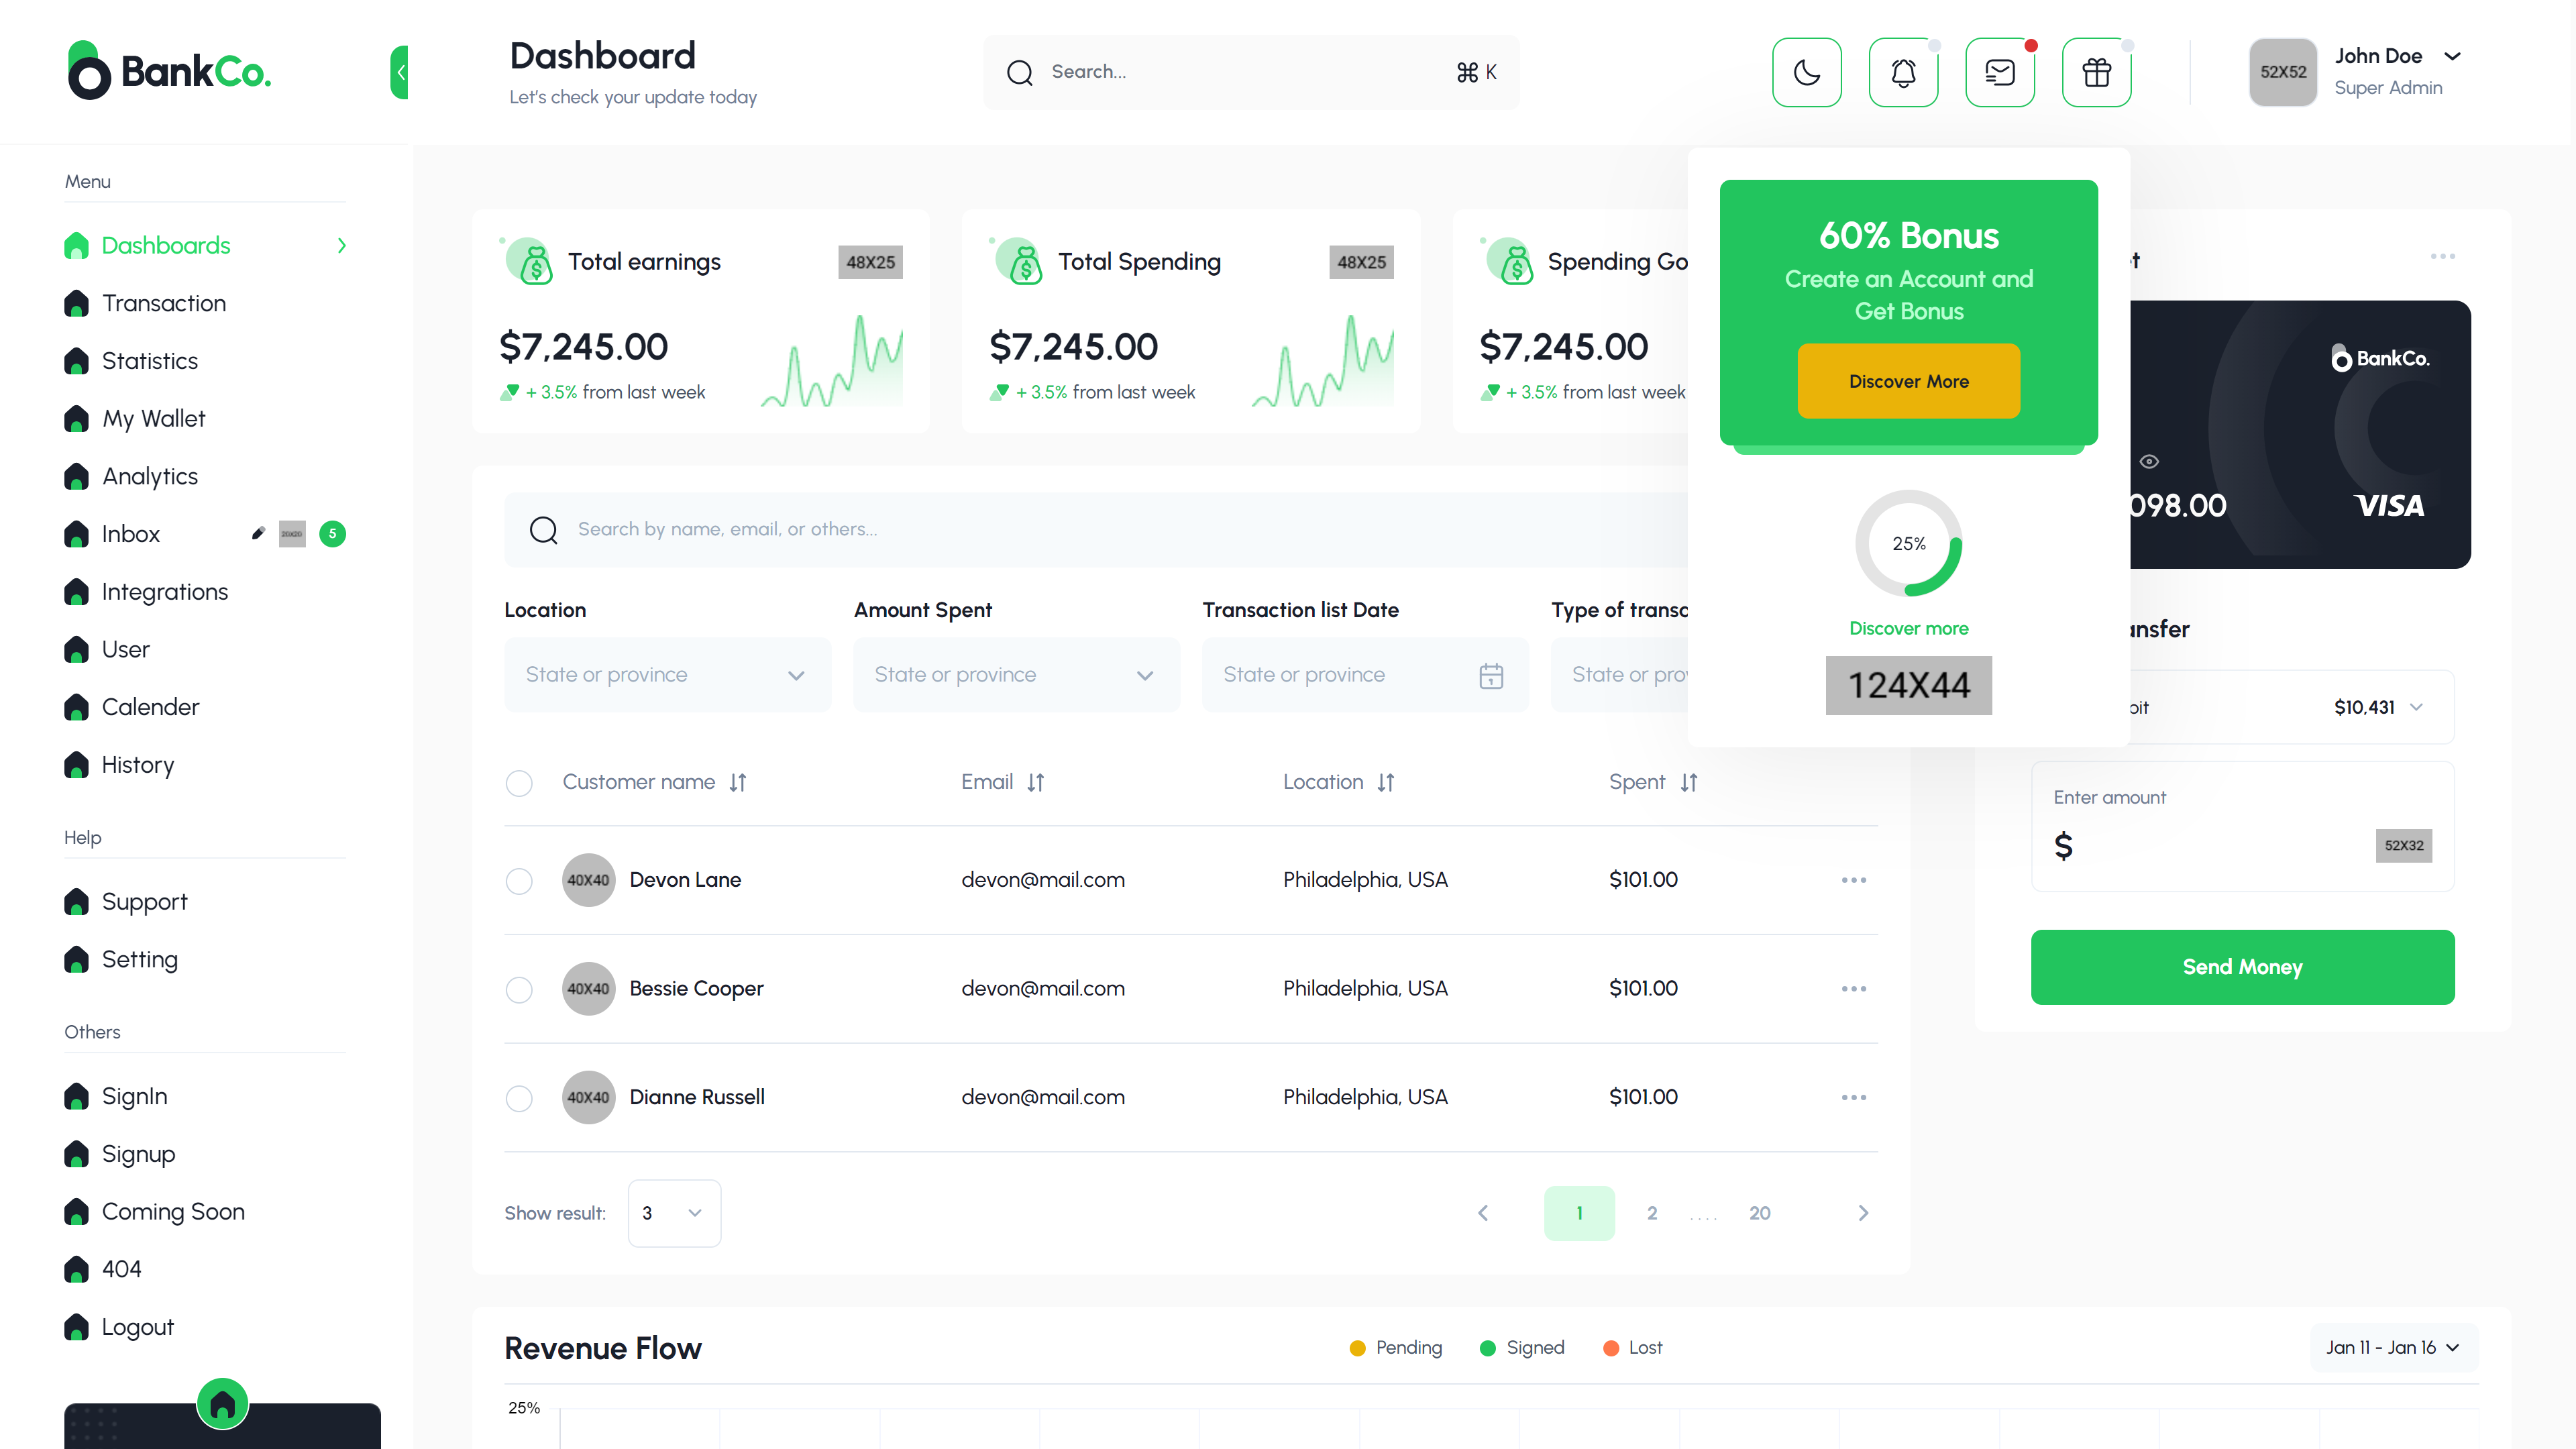 BankCo.
Dashboard
Let's check your update today
Search...
⌘ K
52X52
John Doe
Super Admin
Menu
Dashboards
Transaction
Statistics
My Wallet
Analytics
Inbox
20X20
5
Integrations
User
Calender
History
Help
Support
Setting
Others
SignIn
Signup
Coming Soon
404
Logout
Total earnings
48X25
$7,245.00
+ 3.5% from last week
Total Spending
48X25
$7,245.00
+ 3.5% from last week
Spending Go
$7,245.00
+ 3.5% from last week
60% Bonus
Create an Account and
Get Bonus
Discover More
25%
Discover more
124X44
t
BankCo.
098.00
VISA
ansfer
bit
$10,431
Enter amount
$
52X32
Send Money
Search by name, email, or others...
Location
Amount Spent
Transaction list Date
Type of transc
State or province
State or province
State or province
State or prov
Customer name
Email
Location
Spent
40X40
Devon Lane
devon@mail.com
Philadelphia, USA
$101.00
40X40
Bessie Cooper
devon@mail.com
Philadelphia, USA
$101.00
40X40
Dianne Russell
devon@mail.com
Philadelphia, USA
$101.00
Show result:
3
1
2
. . . .
20
Revenue Flow
Pending
Signed
Lost
Jan 11 - Jan 16
25%